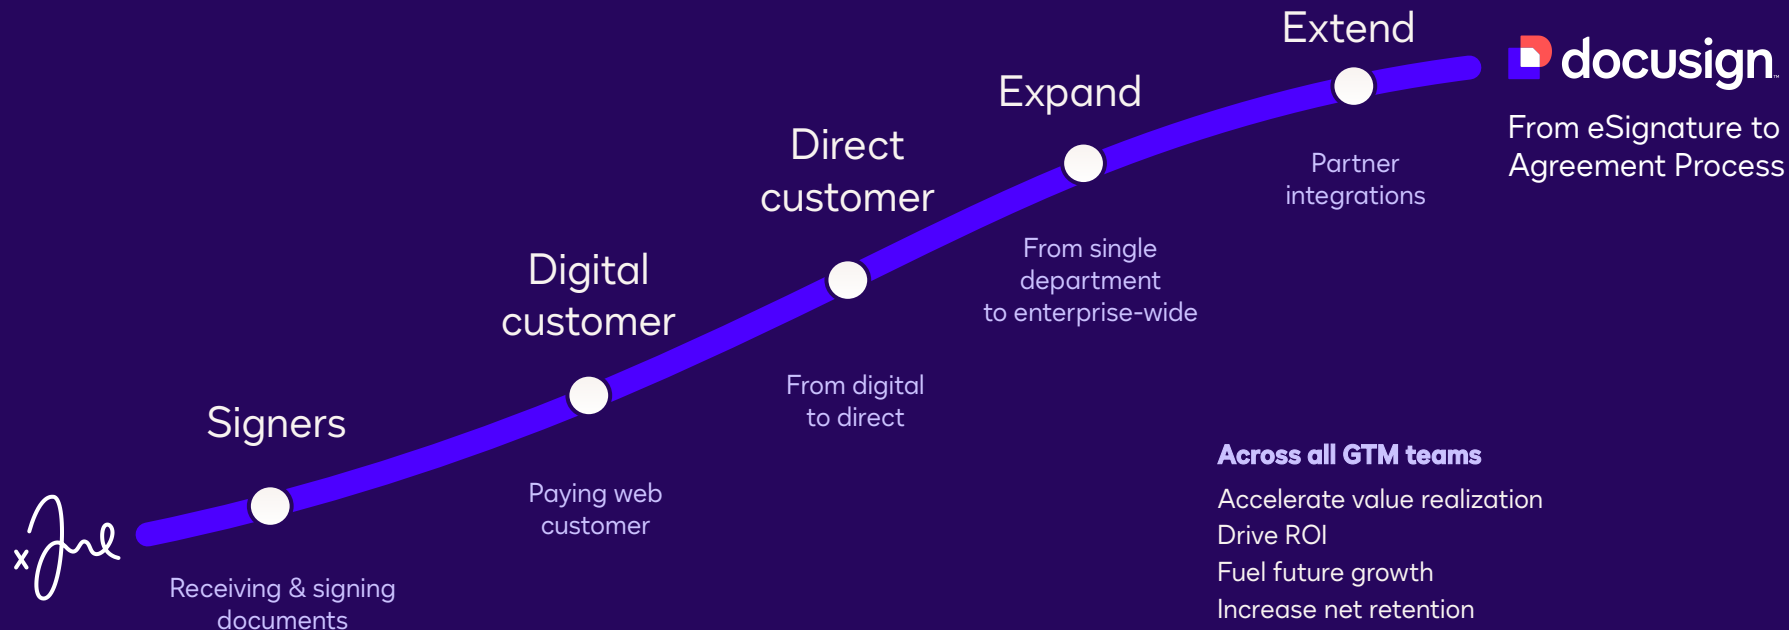 Extend
docusign
Expand
From eSignature to
Agreement Process
Direct
customer
Partner
integrations
From single
department
to enterprise-wide
Digital
customer
From digital
to direct
Signers
Across all GTM teams
Accelerate value realization
Drive ROI
Fuel future growth
Increase net retention
Paying web
customer
x
Receiving & signing
documents